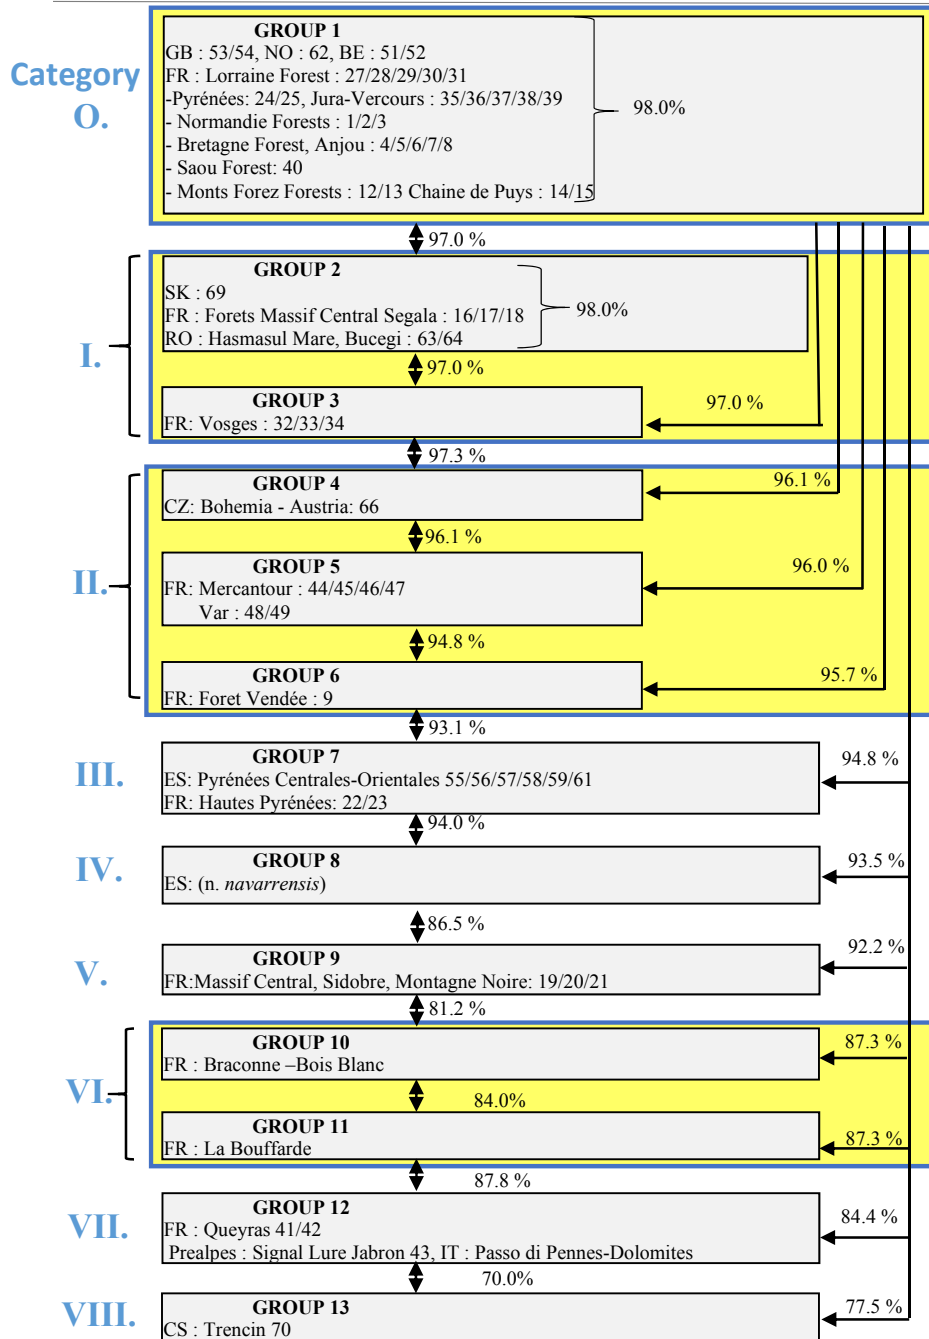 Category
O.
GROUP 1
GB : 53/54, NO : 62, BE : 51/52
FR : Lorraine Forest : 27/28/29/30/31
-Pyrénées: 24/25, Jura-Vercours : 35/36/37/38/39
- Normandie Forests : 1/2/3
- Bretagne Forest, Anjou : 4/5/6/7/8
- Saou Forest: 40
- Monts Forez Forests : 12/13 Chaine de Puys : 14/15
98.0%
97.0 %
I.
GROUP 2
SK : 69
FR : Forets Massif Central Segala : 16/17/18
RO : Hasmasul Mare, Bucegi : 63/64
98.0%
97.0 %
GROUP 3
FR: Vosges : 32/33/34
97.0 %
97.3 %
II.
GROUP 4
CZ: Bohemia - Austria: 66
96.1 %
96.1 %
GROUP 5
FR: Mercantour : 44/45/46/47
Var : 48/49
96.0 %
94.8 %
GROUP 6
FR: Foret Vendée : 9
95.7 %
93.1 %
III.
GROUP 7
ES: Pyrénées Centrales-Orientales 55/56/57/58/59/61
FR: Hautes Pyrénées: 22/23
94.8 %
94.0 %
IV.
GROUP 8
ES: (n. navarrensis)
93.5 %
86.5 %
V.
GROUP 9
FR:Massif Central, Sidobre, Montagne Noire: 19/20/21
92.2 %
81.2 %
VI.
GROUP 10
FR : Braconne –Bois Blanc
87.3 %
84.0%
GROUP 11
FR : La Bouffarde
87.3 %
87.8 %
VII.
GROUP 12
FR : Queyras 41/42
Prealpes : Signal Lure Jabron 43, IT : Passo di Pennes-Dolomites
84.4 %
70.0%
VIII.
GROUP 13
CS : Trencin 70
77.5 %